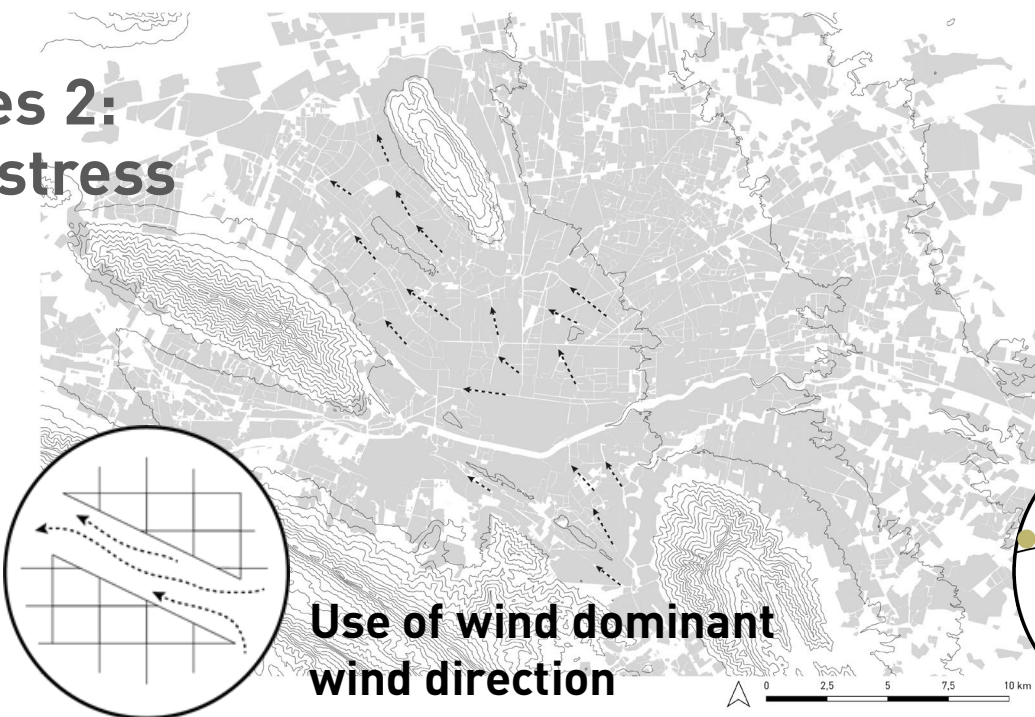 es 2:
stress
Use of wind dominant
wind direction
0 2,5 5 7,5 10 km